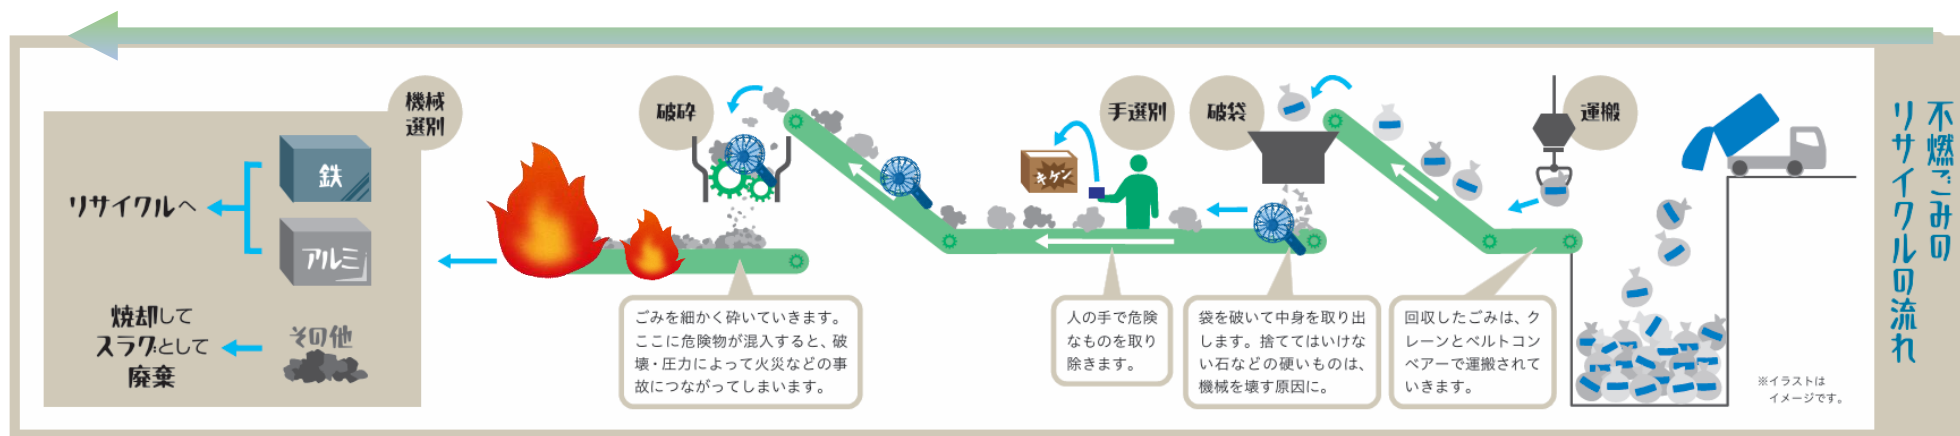 不燃ごみの
リサイクルの流れ
運搬
回収したごみは、ク
レーンとベルトコン
ベアーで運搬されて
いきます。
※イラストは
イメージです。
破袋
袋を破いて中身を取り出
します。捨ててはいけな
い石などの硬いものは、
機械を壊す原因に。
手選別
キケン
人の手で危険
なものを取り
除きます。
破砕
ごみを細かく砕いていきます。
ここに危険物が混入すると、破
壊・圧力によって火災などの事
故につながってしまいます。
機械
選別
鉄
アルミ
リサイクルへ
その他
焼却して
スラグとして
廃棄